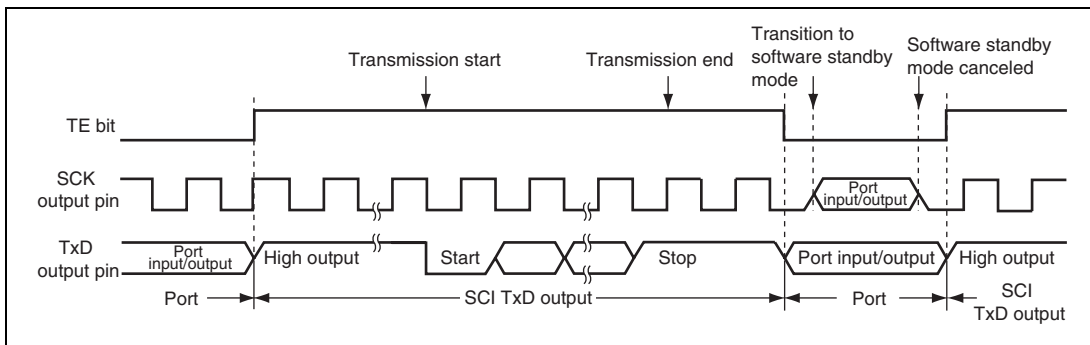 Transition to
software standby
mode
Software standby
mode canceled
Transmission start
Transmission end
TE bit
SCK
output pin
Port
input/output
TxD
output pin
Port
input/output
High output
Start
Stop
Port input/output
High output
Port
SCI TxD output
Port
SCI
TxD output